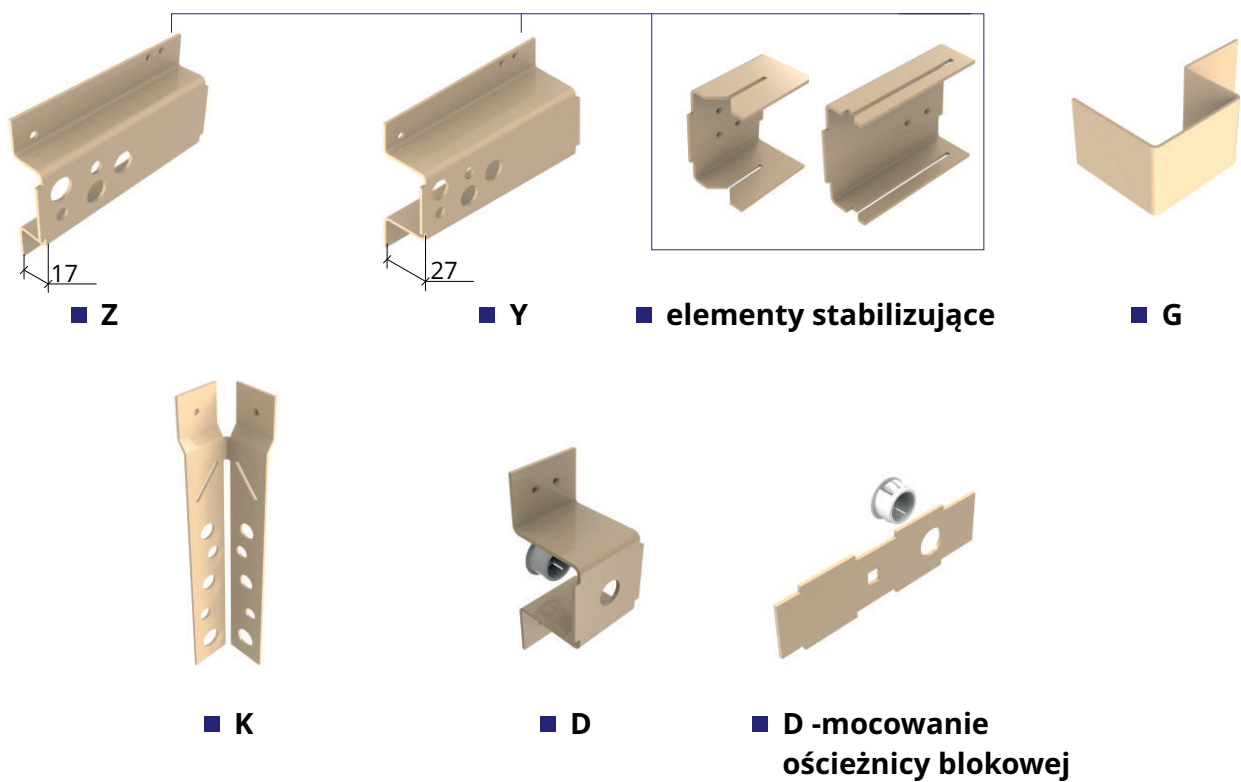 17
27
Z
Y
elementy stabilizujące
G
K
D
D -mocowanie
ościeżnicy blokowej